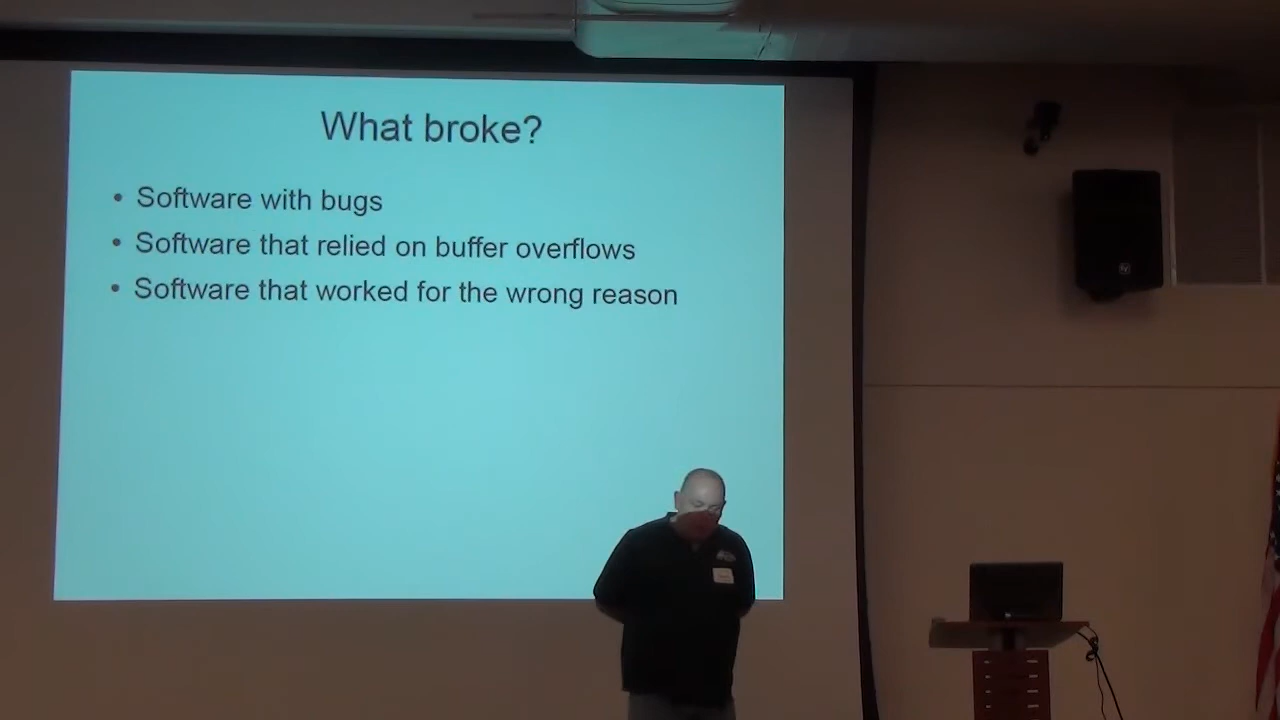 What broke?
• Software with bugs
• Software that relied on buffer overflows
• Software that worked for the wrong reason